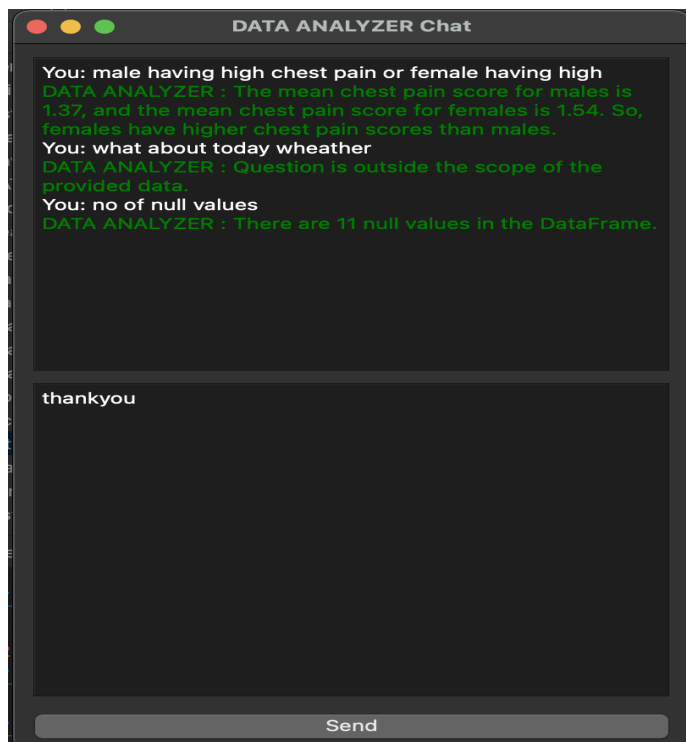 DATA ANALYZER Chat
You: male having high chest pain or female having high
DATA ANALYZER : The mean chest pain score for males is
1.37, and the mean chest pain score for females is 1.54. So,
females have higher chest pain scores than males.
You: what about today wheather
DATA ANALYZER : Question is outside the scope of the
provided data.
You: no of null values
DATA ANALYZER : There are 11 null values in the DataFrame.
thankyou
Send